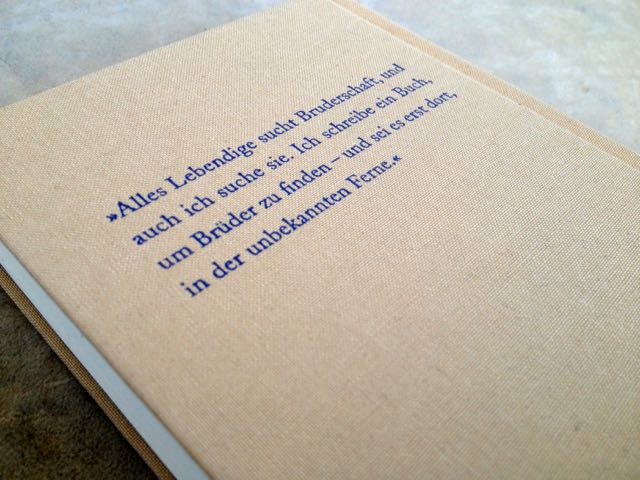 »Alles Lebendige sucht Bruderschaft, und
auch ich suche sie. Ich schreibe ein Buch,
um Brüder zu finden – und sei es erst dort,
in der unbekannten Ferne.«